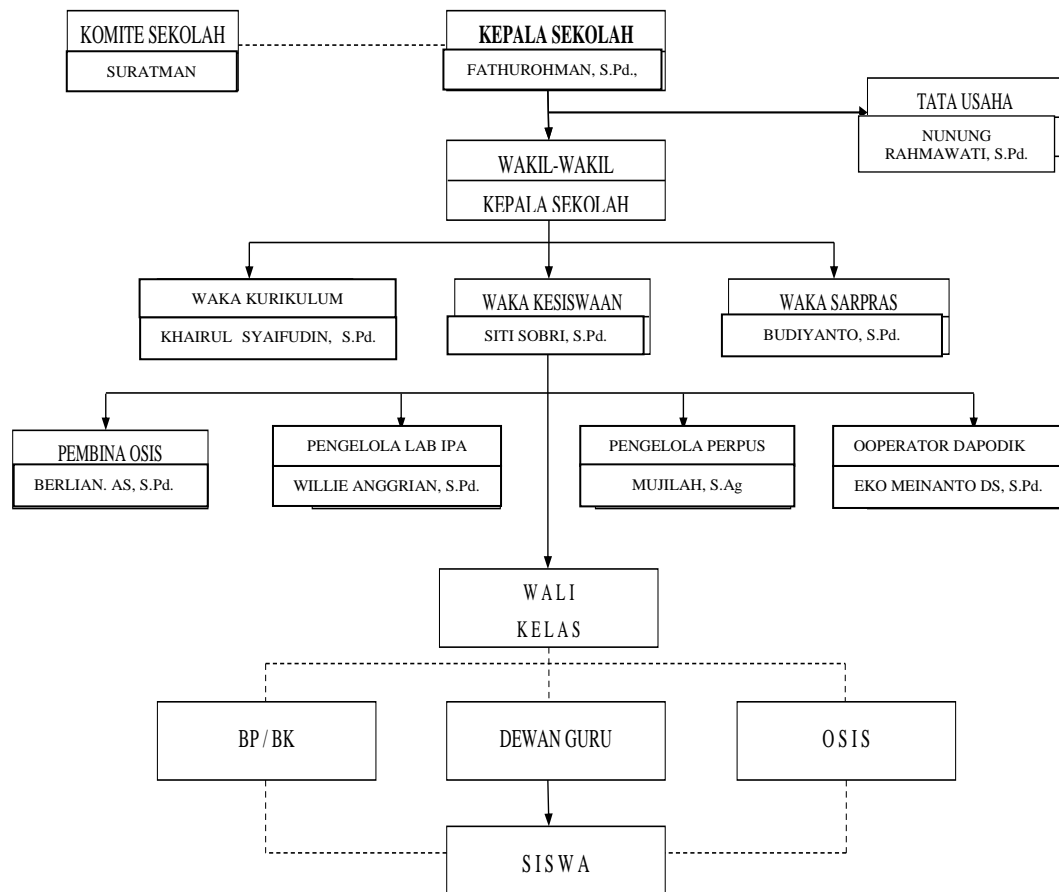 KOMITE SEKOLAH
SURATMAN
KEPALA SEKOLAH
FATHUROHMAN, S.Pd.,
TATA USAHA
NUNUNG
RAHMAWATI, S.Pd.
WAKIL-WAKIL
KEPALA SEKOLAH
WAKA KURIKULUM
KHAIRUL SYAIFUDIN, S.Pd.
WAKA KESISWAAN
SITI SOBRI, S.Pd.
WAKA SARPRAS
BUDIYANTO, S.Pd.
PEMBINA OSIS
BERLIAN. AS, S.Pd.
PENGELOLA LAB IPA
WILLIE ANGGRIAN, S.Pd.
PENGELOLA PERPUS
MUJILAH, S.Ag
OOPERATOR DAPODIK
EKO MEINANTO DS, S.Pd.
WALI
KELAS
BP / BK
DEWAN GURU
OSIS
SISWA